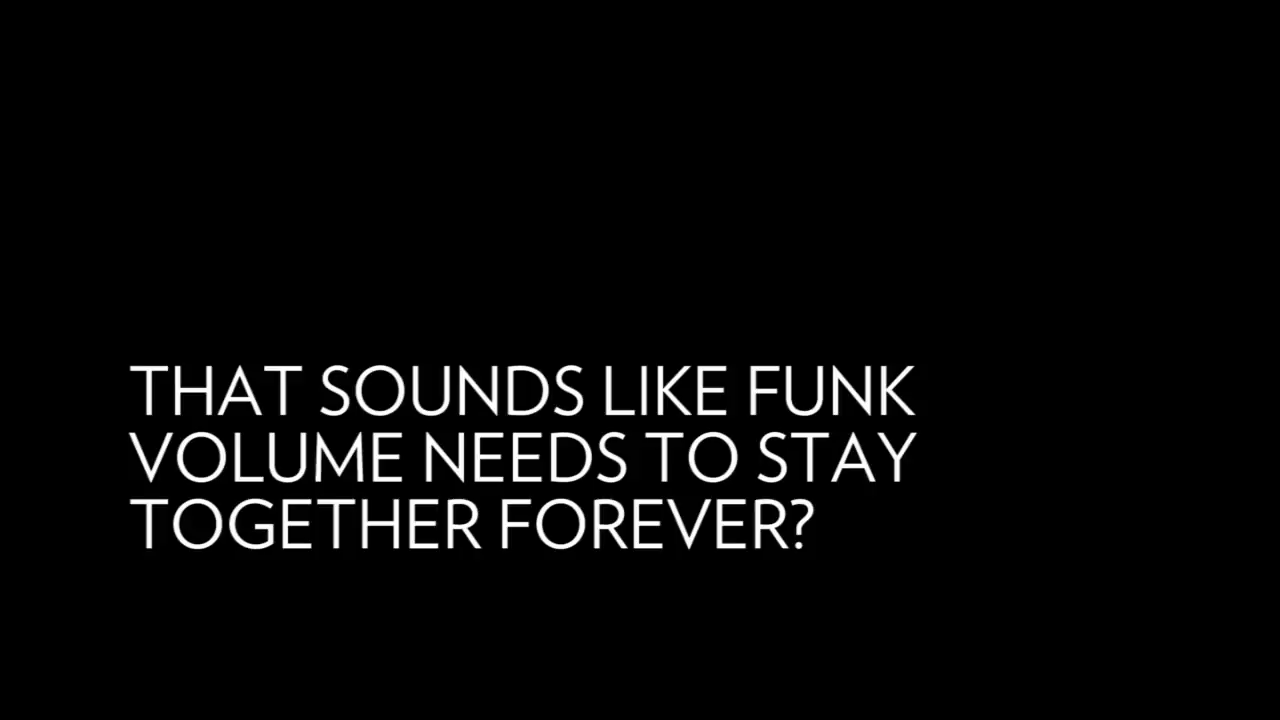 THAT SOUNDS LIKE FUNK
VOLUME NEEDS TO STAY
TOGETHER FOREVER?